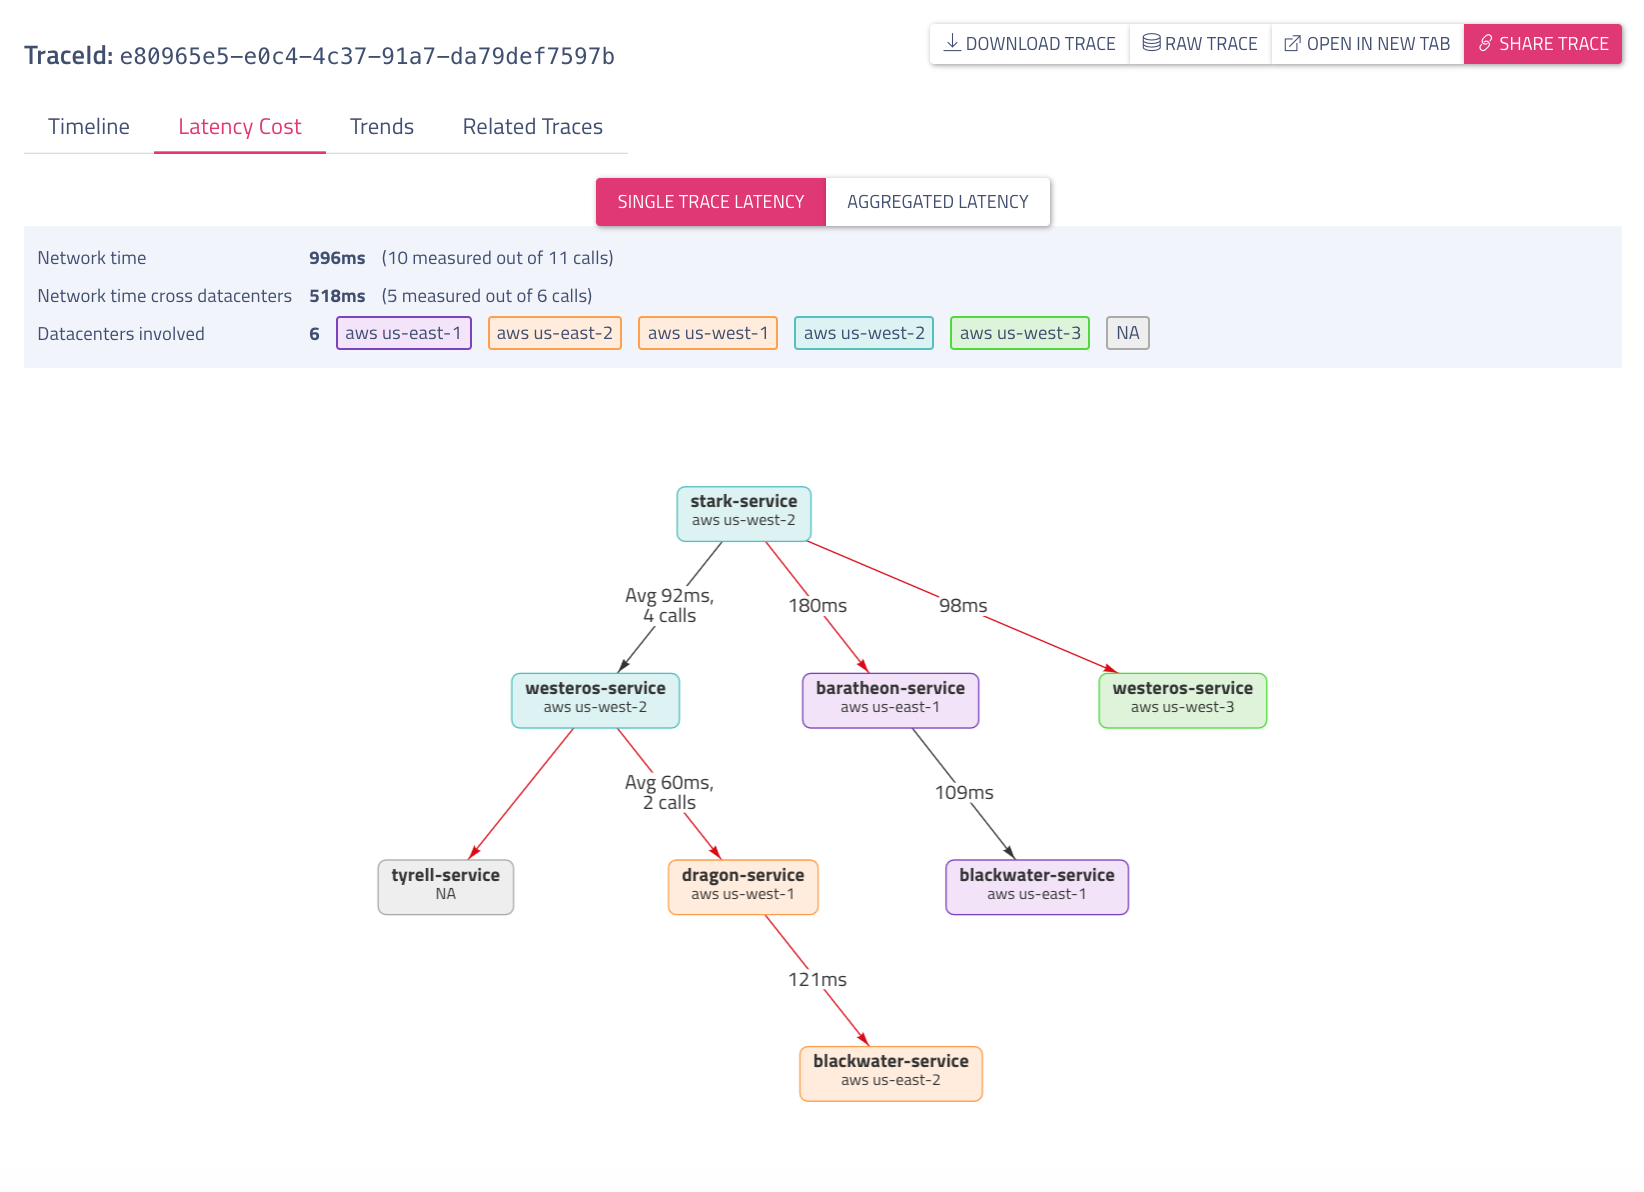 TraceId: e80965e5-e0c4-4c37-91a7-da79def7597b
DOWNLOAD TRACE
RAW TRACE
OPEN IN NEW TAB
SHARE TRACE
Timeline
Latency Cost
Trends
Related Traces
SINGLE TRACE LATENCY
AGGREGATED LATENCY
Network time 996ms (10 measured out of 11 calls)
Network time cross datacenters 518ms (5 measured out of 6 calls)
Datacenters involved 6 aws us-east-1 aws us-east-2 aws us-west-1 aws us-west-2 aws us-west-3 NA
stark-service
aws us-west-2
Avg 92ms,
4 calls
180ms
98ms
westeros-service
aws us-west-2
baratheon-service
aws us-east-1
westeros-service
aws us-west-3
Avg 60ms,
2 calls
109ms
tyrell-service
NA
dragon-service
aws us-west-1
blackwater-service
aws us-east-1
121ms
blackwater-service
aws us-east-2